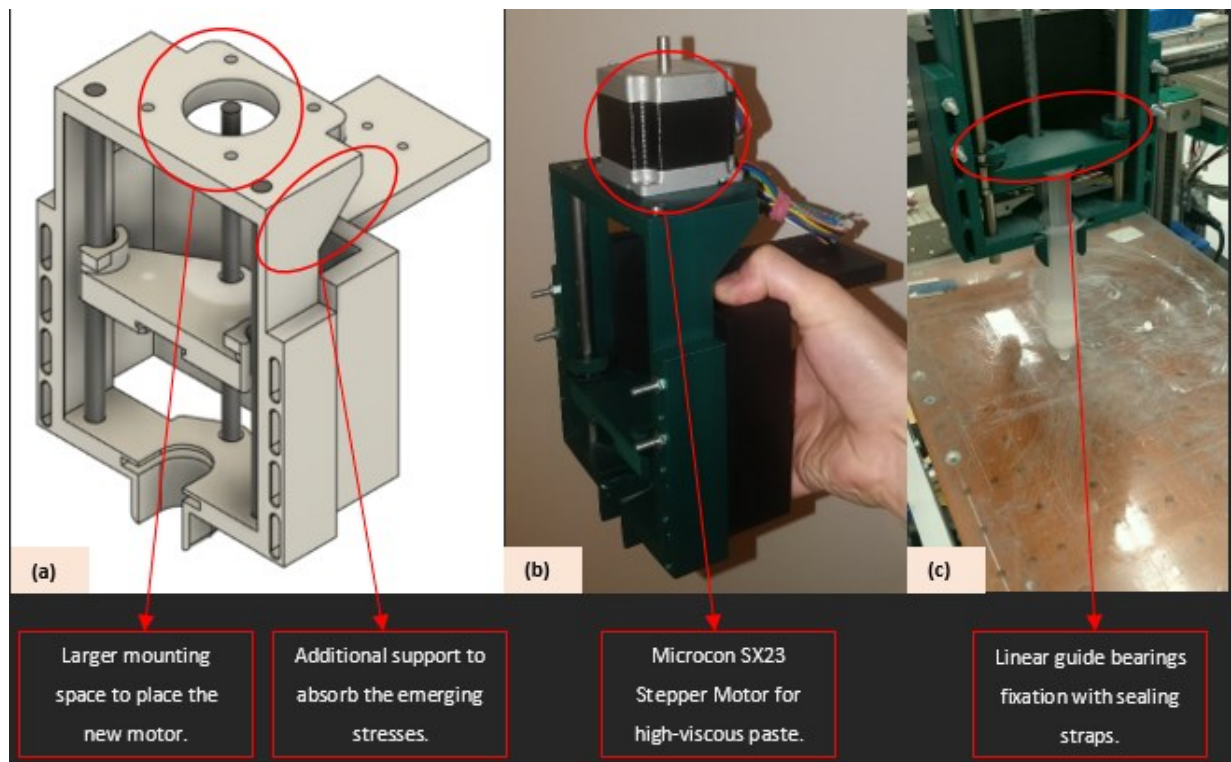 (a)
(b)
(c)
Larger mounting
space to place the
new motor.
Additional support to
absorb the emerging
stresses.
Microcon SX23
Stepper Motor for
high-viscous paste.
Linear guide bearings
fixation with sealing
straps.